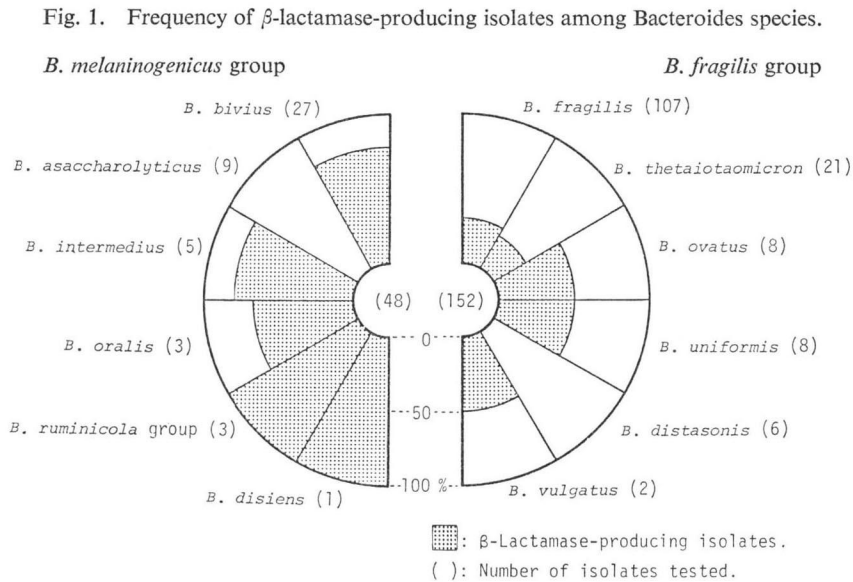 Fig. 1. Frequency of β-lactamase-producing isolates among Bacteroides species.
B. melaninogenicus group
B. fragilis group
B. bivius (27)
B. asaccharolyticus (9)
B. intermedius (5)
B. oralis (3)
B. ruminicola group (3)
B. disiens (1)
B. fragilis (107)
B. thetaiotaomicron (21)
B. ovatus (8)
B. uniformis (8)
B. distasonis (6)
B. vulgatus (2)
(48) (152)
0
50
100 %
: β-Lactamase-producing isolates.
( ): Number of isolates tested.